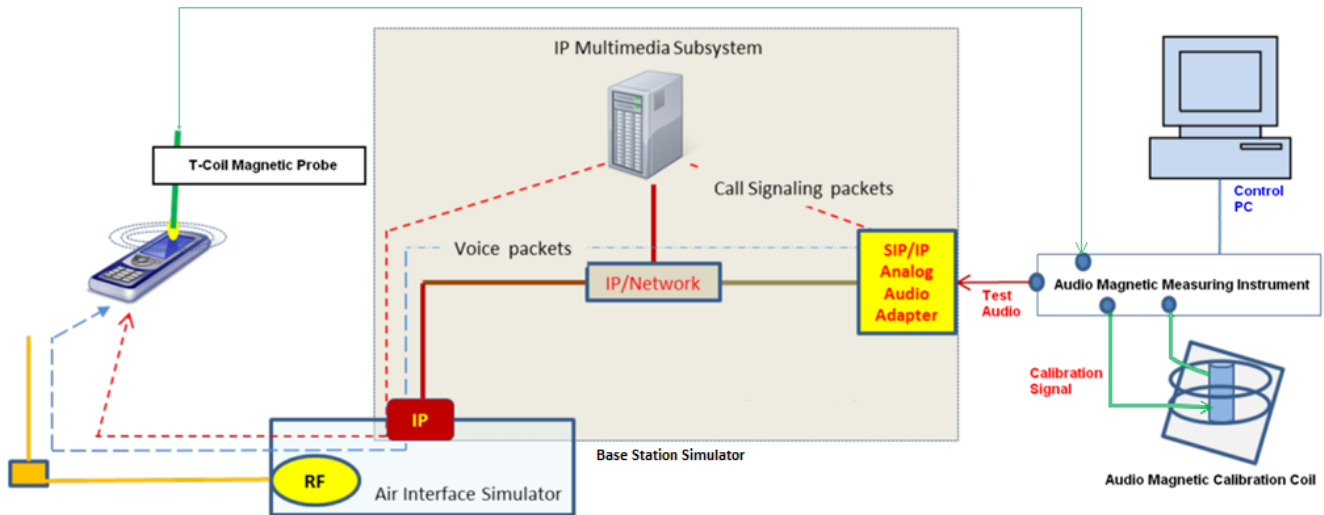 IP Multimedia Subsystem
T-Coil Magnetic Probe
Call Signaling packets
Control
PC
Voice packets
SIP/IP
Analog
Audio
Adapter
IP/Network
Test
Audio
Audio Magnetic Measuring Instrument
Calibration
Signal
IP
Base Station Simulator
RF
Air Interface Simulator
Audio Magnetic Calibration Coil